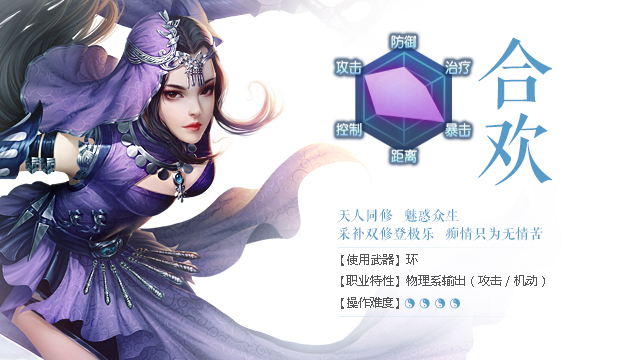 防御
攻击
治疗
控制
暴击
距离
合欢
天人同修 魅惑众生
采补双修登极乐 痴情只为无情苦
【使用武器】环
【职业特性】物理系输出（攻击/机动）
【操作难度】